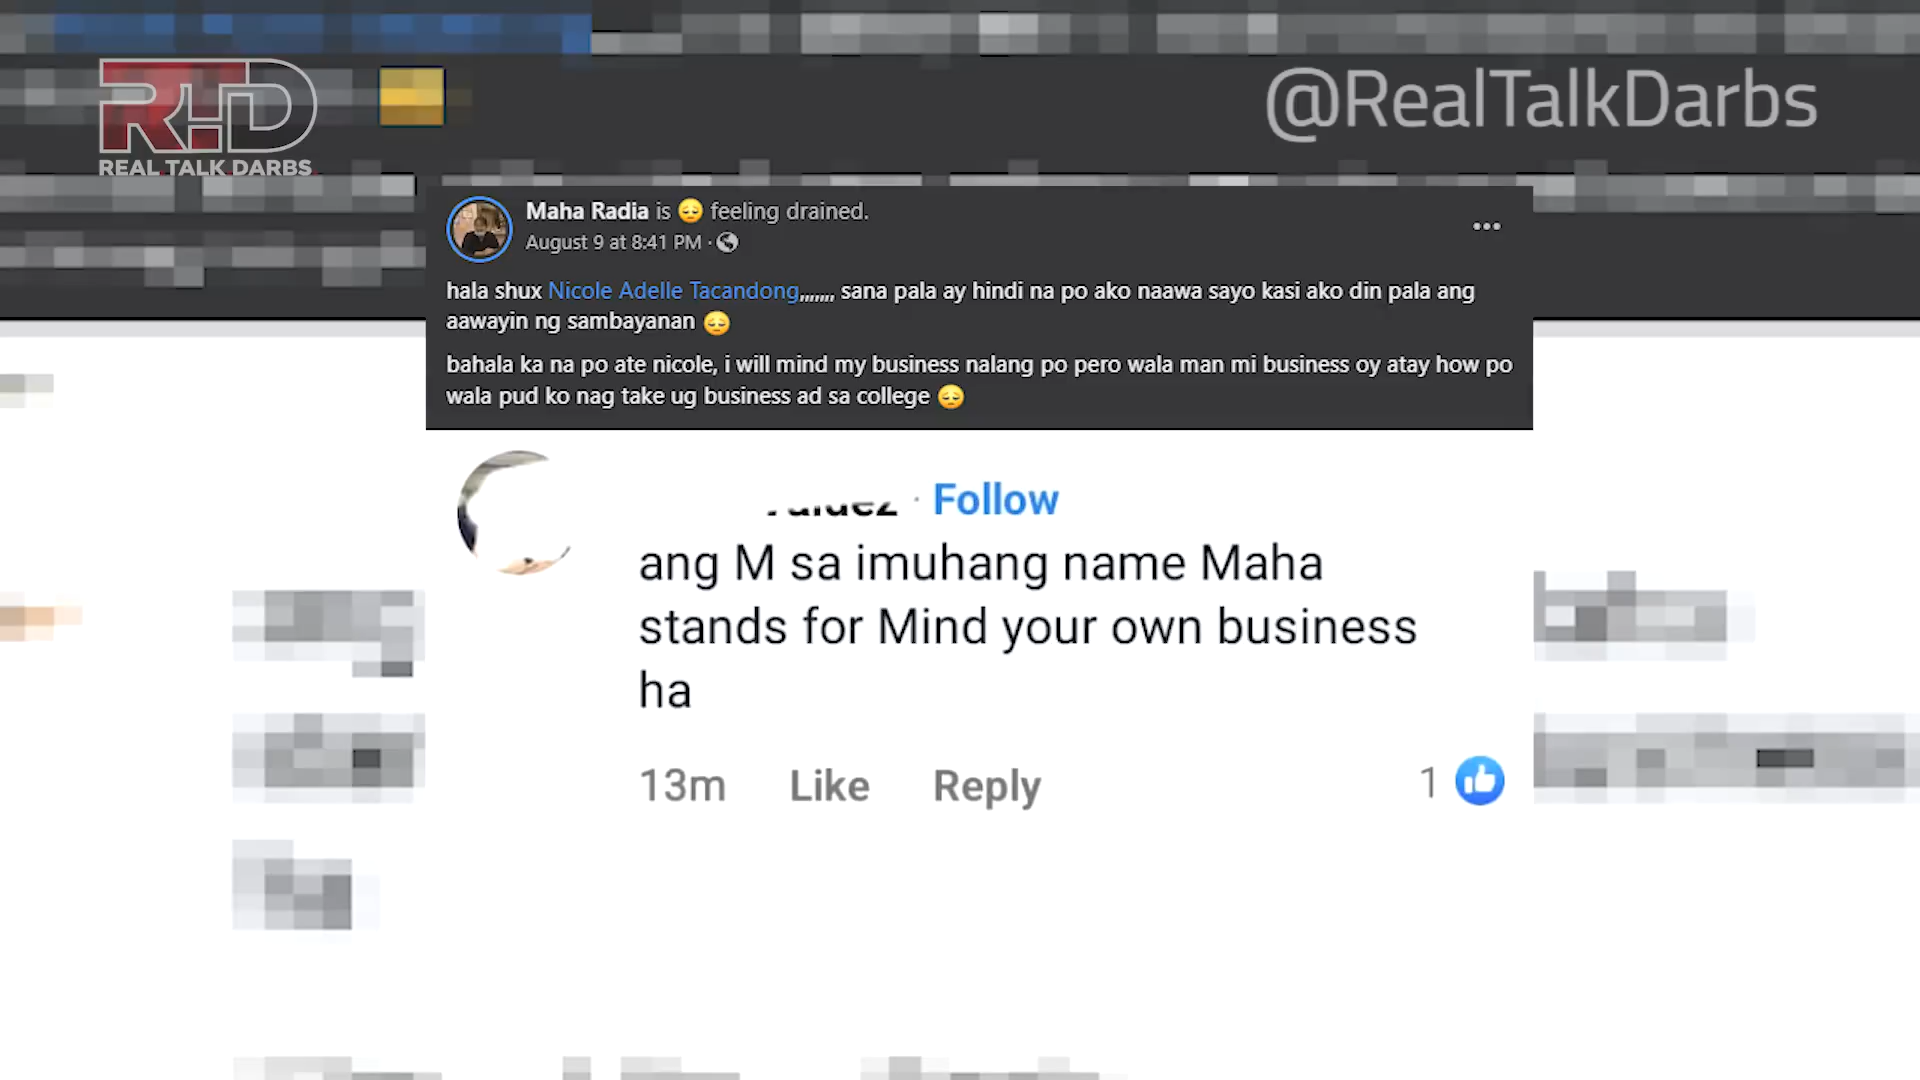 RTD
REAL TALK DARBS
@RealTalkDarbs
Maha Radia is 😔 feeling drained.
August 9 at 8:41 PM ·
hala shux Nicole Adelle Tacandong,,,,,,, sana pala ay hindi na po ako naawa sayo kasi ako din pala ang
aawayin ng sambayanan 😔
bahala ka na po ate nicole, i will mind my business nalang po pero wala man mi business oy atay how po
wala pud ko nag take ug business ad sa college 😔
· Follow
ang M sa imuhang name Maha
stands for Mind your own business
ha
13m Like Reply 1